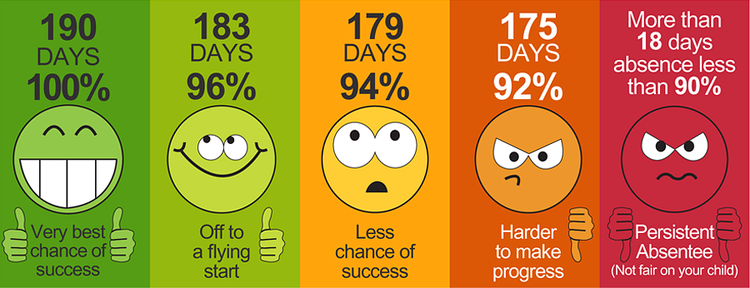 190
DAYS
100%
Very best
chance of
success
183
DAYS
96%
Off to
a flying
start
179
DAYS
94%
Less
chance of
success
175
DAYS
92%
Harder
to make
progress
More than
18 days
absence less
than 90%
Persistent
Absentee
(Not fair on your child)